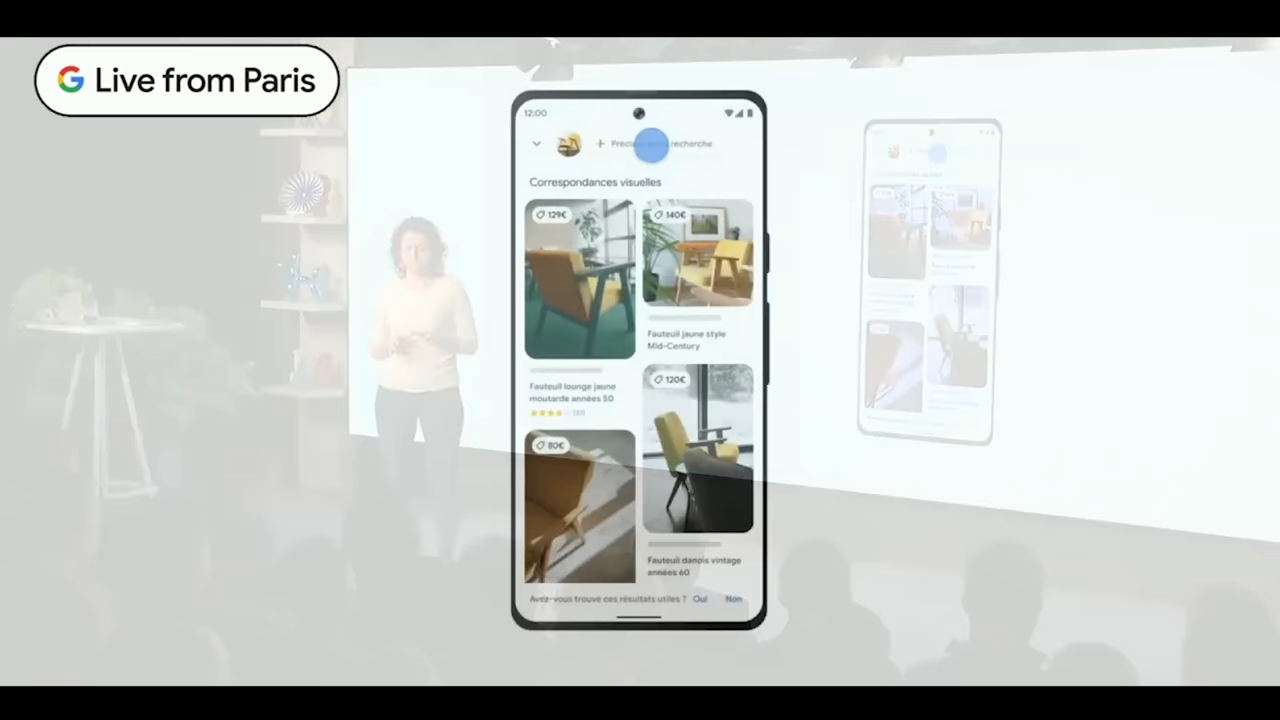 Live from Paris
12:00
recherche
Correspondances visuelles
129€
140€
Fauteuil jaune style
Mid-Century
Fauteuil lounge jaune
moutarde années 50
120€
80€
Fauteuil danois vintage
années 60
Avez-vous trouvé ces résultats utiles ? Oui Non